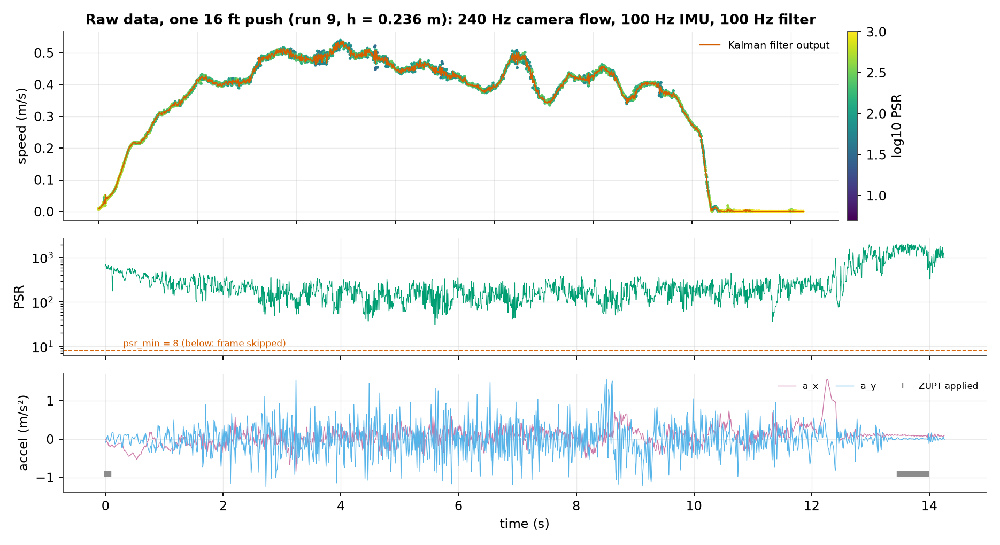 Raw data, one 16 ft push (run 9, h = 0.236 m): 240 Hz camera flow, 100 Hz IMU, 100 Hz filter
Kalman filter output
speed (m/s)
0.5
0.4
0.3
0.2
0.1
0.0
3.0
2.5
2.0
1.5
1.0
log10 PSR
PSR
10³
10²
10¹
psr_min = 8 (below: frame skipped)
accel (m/s²)
1
0
−1
a_x a_y ZUPT applied
0 2 4 6 8 10 12 14
time (s)